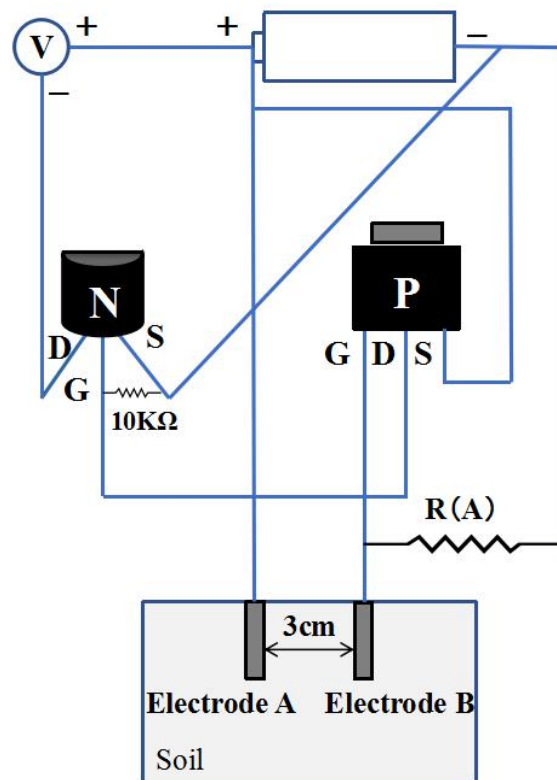 V
+
+
−
−
N
P
D
S
G
10KΩ
G D S
R(A)
3cm
Electrode A
Electrode B
Soil